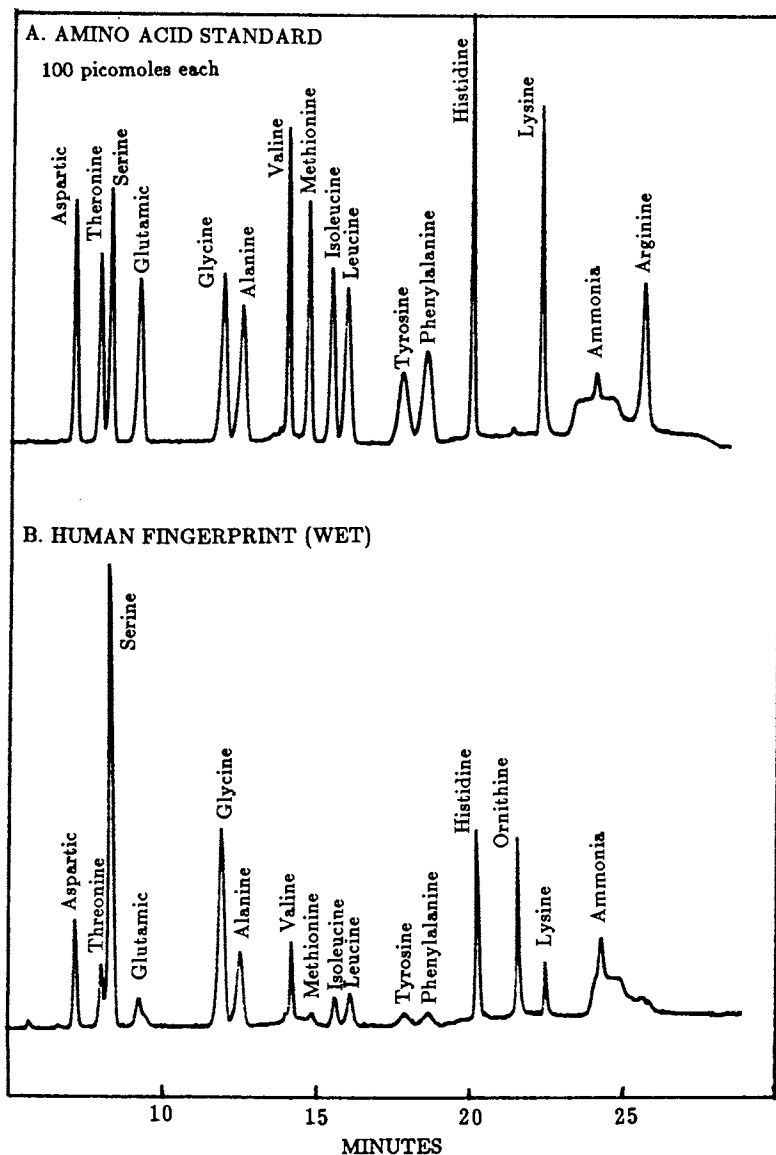 A. AMINO ACID STANDARD
100 picomoles each
Aspartic
Theronine
Serine
Glutamic
Glycine
Alanine
Valine
Methionine
Isoleucine
Leucine
Tyrosine
Phenylalanine
Histidine
Lysine
Ammonia
Arginine
B. HUMAN FINGERPRINT (WET)
Aspartic
Threonine
Serine
Glutamic
Glycine
Alanine
Valine
Methionine
Isoleucine
Leucine
Tyrosine
Phenylalanine
Histidine
Ornithine
Lysine
Ammonia
10 15 20 25
MINUTES